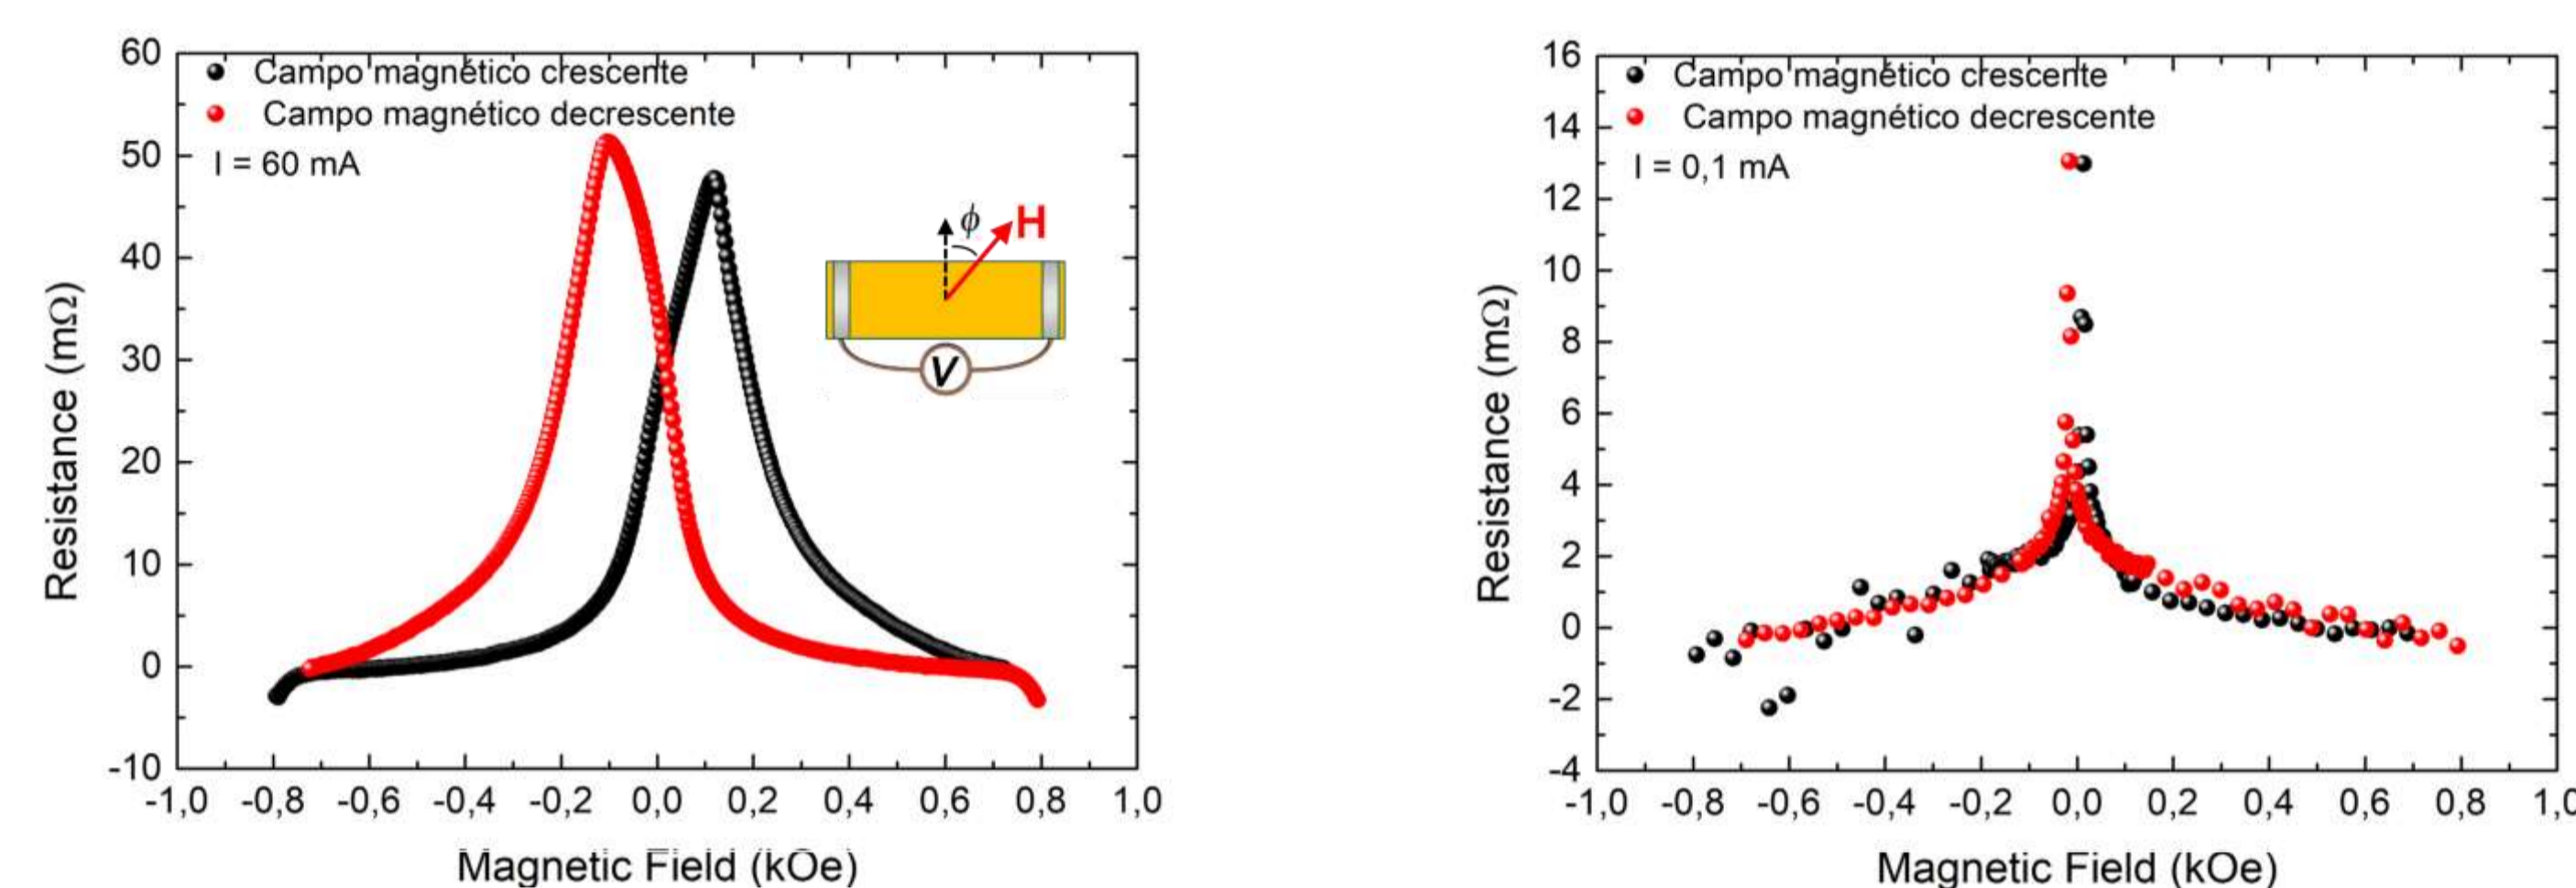 60
50
40
30
20
10
0
-10
Resistance (mΩ)
Campo magnético crescente
Campo magnético decrescente
I = 60 mA
ϕ
H
V
-1,0 -0,8 -0,6 -0,4 -0,2 0,0 0,2 0,4 0,6 0,8 1,0
Magnetic Field (kOe)
16
14
12
10
8
6
4
2
0
-2
-4
Resistance (mΩ)
Campo magnético crescente
Campo magnético decrescente
I = 0,1 mA
-1,0 -0,8 -0,6 -0,4 -0,2 0,0 0,2 0,4 0,6 0,8 1,0
Magnetic Field (kOe)